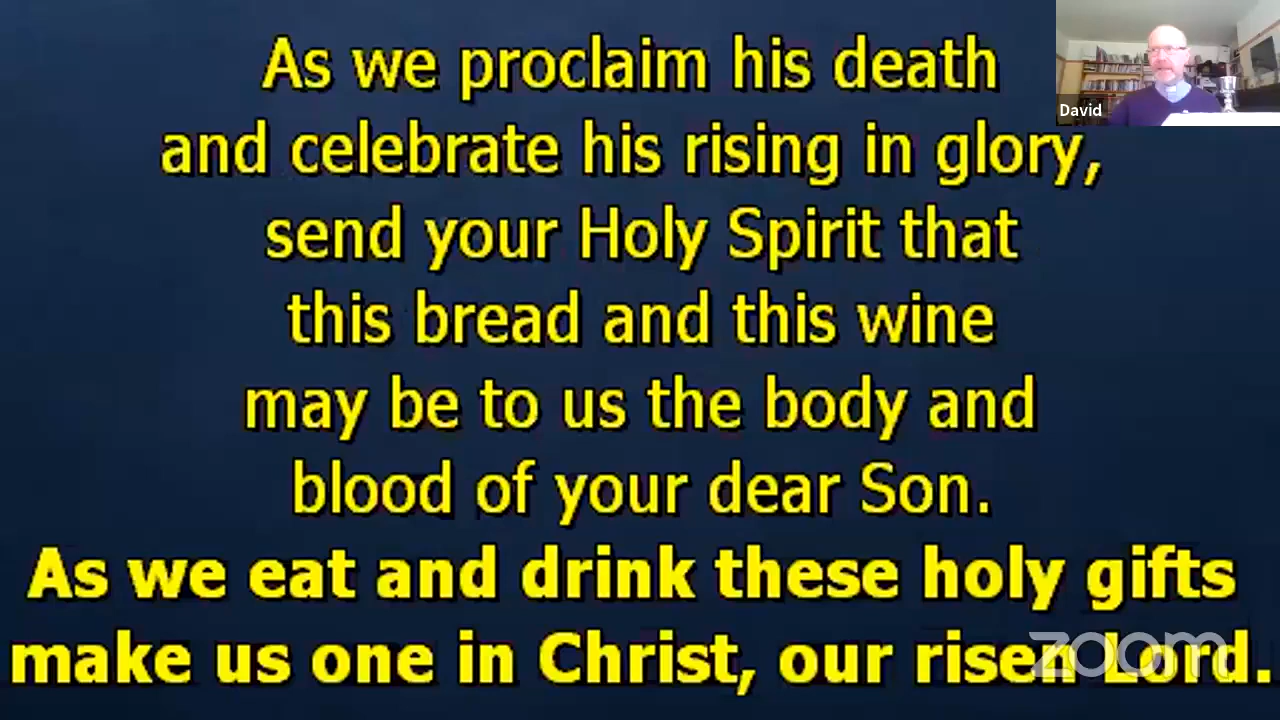 As we proclaim his death
and celebrate his rising in glory,
send your Holy Spirit that
this bread and this wine
may be to us the body and
blood of your dear Son.
As we eat and drink these holy gifts
make us one in Christ, our risen Lord.
David
zoom